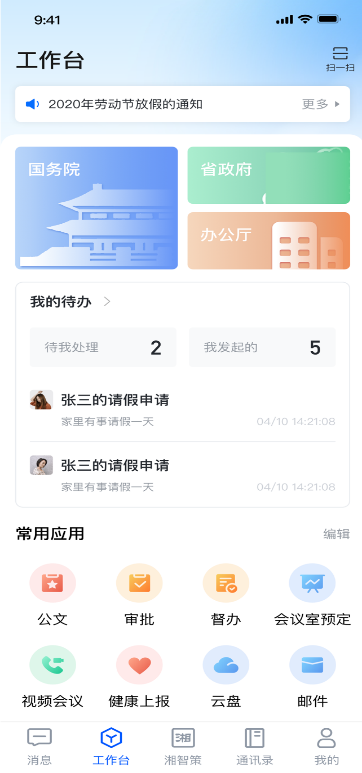 9:41
工作台
扫一扫
2020年劳动节放假的通知 更多
国务院
省政府
办公厅
我的待办
待我处理 2 我发起的 5
张三的请假申请
家里有事请假一天 04/10 14:21:08
张三的请假申请
家里有事请假一天 04/10 14:21:08
常用应用 编辑
公文 审批 督办 会议室预定
视频会议 健康上报 云盘 邮件
湘
消息 工作台 湘智策 通讯录 我的